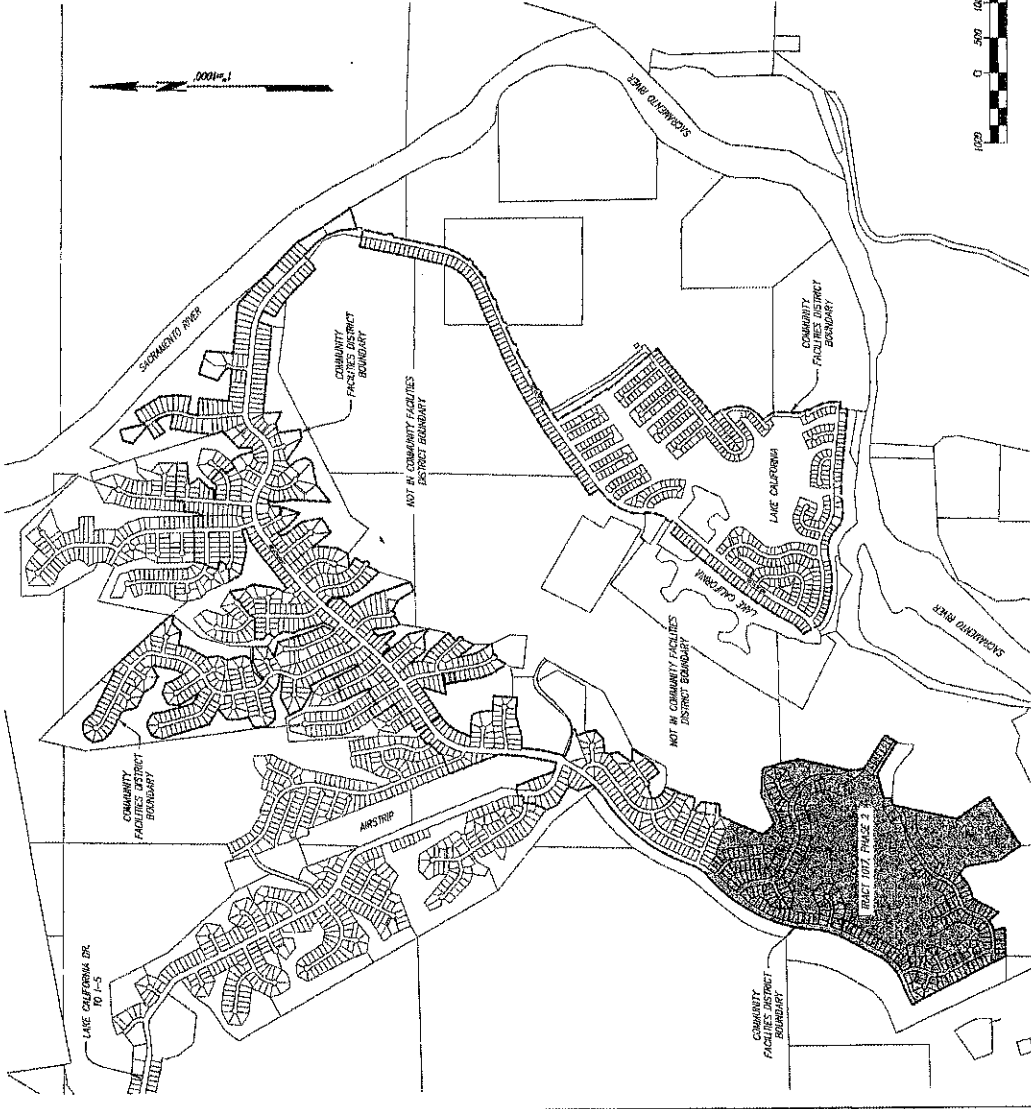 1"=1000'
N
1000
0
500
SACRAMENTO RIVER
SACRAMENTO RIVER
COMMUNITY
FACILITIES DISTRICT
BOUNDARY
NOT IN COMMUNITY FACILITIES
DISTRICT BOUNDARY
COMMUNITY
FACILITIES DISTRICT
BOUNDARY
LAKE CALIFORNIA
LAKE CALIFORNIA
NOT IN COMMUNITY FACILITIES
DISTRICT BOUNDARY
SACRAMENTO RIVER
COMMUNITY
FACILITIES DISTRICT
BOUNDARY
AIRSTRIP
LAKE CALIFORNIA DR.
TO I-5
TRACT 1017, PHASE 2
COMMUNITY
FACILITIES DISTRICT
BOUNDARY